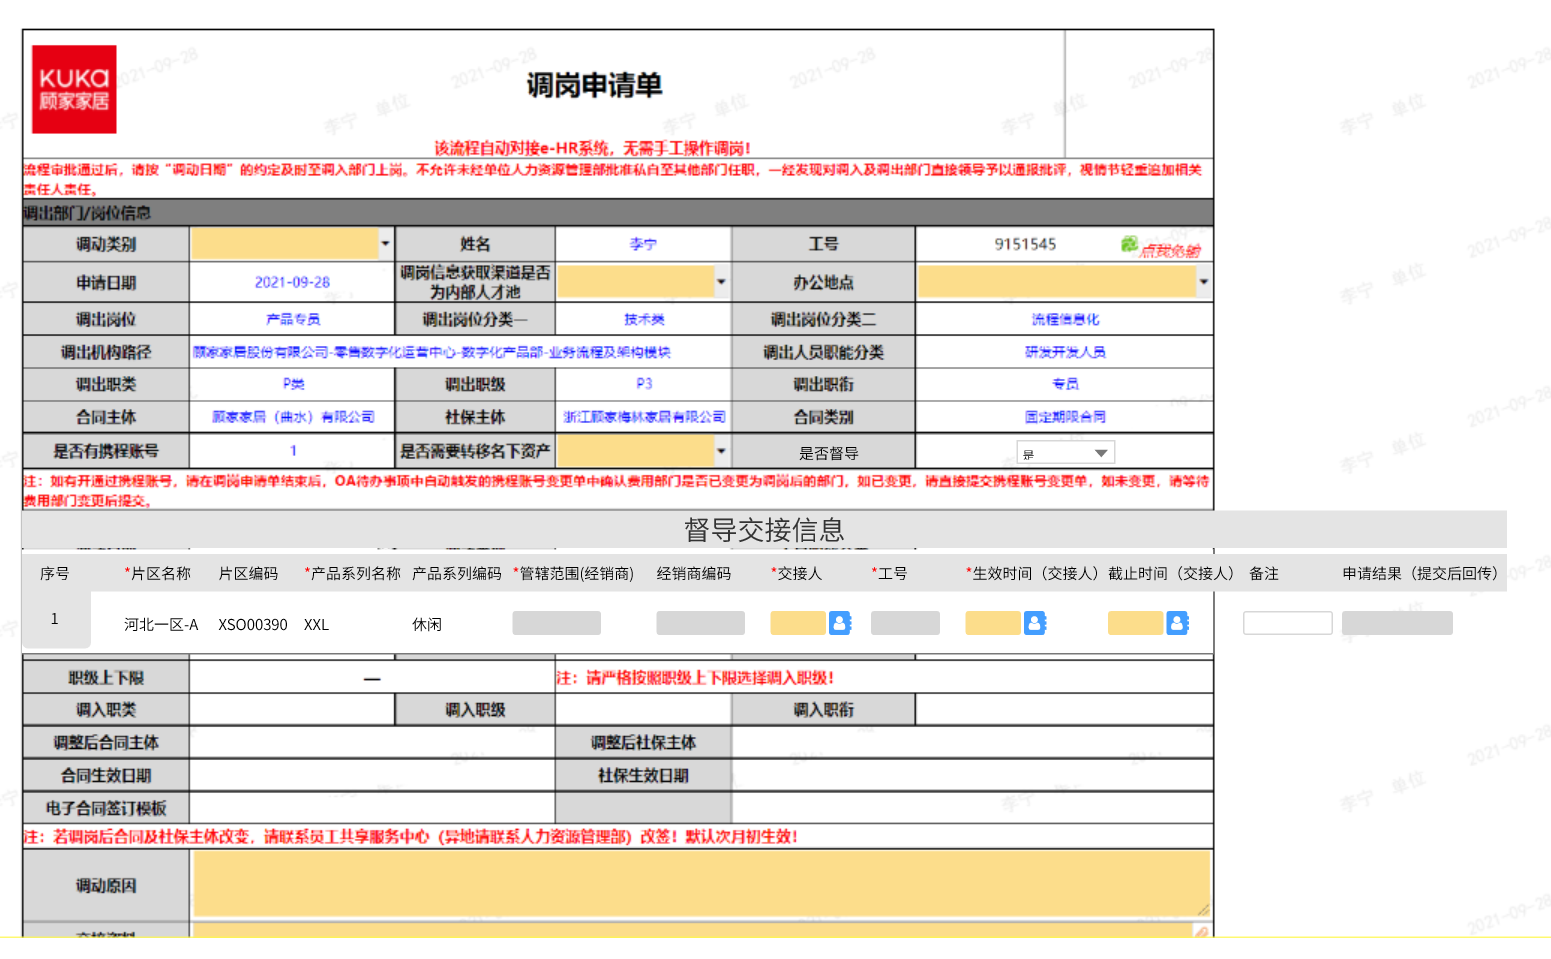 KUKa
顾家家居
调岗申请单
该流程自动对接e-HR系统，无需手工操作调岗！
流程审批通过后，请按“调动日期”的约定及时至调入部门上岗。不允许未经单位人力资源管理部批准私自至其他部门任职，一经发现对调入及调出部门直接领导予以通报批评，视情节轻重追加相关
责任人责任。
调出部门/岗位信息
调动类别 姓名 李宁 工号 9151545 点我免输
申请日期 2021-09-28 调岗信息获取渠道是否
为内部人才池 办公地点
调出岗位 产品专员 调出岗位分类一 技术类 调出岗位分类二 流程信息化
调出机构路径 顾家家居股份有限公司-零售数字化运营中心-数字化产品部-业务流程及架构模块 调出人员职能分类 研发开发人员
调出职类 P类 调出职级 P3 调出职衔 专员
合同主体 顾家家居（曲水）有限公司 社保主体 浙江顾家梅林家居有限公司 合同类别 固定期限合同
是否有携程账号 1 是否需要转移名下资产 是否督导 是
注：如有开通过携程账号，请在调岗申请单结束后，OA待办事项中自动触发的携程账号变更单中确认费用部门是否已变更为调岗后的部门，如已变更，请直接提交携程账号变更单，如未变更，请等待
费用部门变更后提交。
督导交接信息
序号 *片区名称 片区编码 *产品系列名称 产品系列编码 *管辖范围(经销商) 经销商编码 *交接人 *工号 *生效时间（交接人） 截止时间（交接人） 备注 申请结果（提交后回传）
1 河北一区-A XSO00390 XXL 休闲
职级上下限 — 注：请严格按照职级上下限选择调入职级！
调入职类 调入职级 调入职衔
调整后合同主体 调整后社保主体
合同生效日期 社保生效日期
电子合同签订模板
注：若调岗后合同及社保主体改变，请联系员工共享服务中心（异地请联系人力资源管理部）改签！默认次月初生效！
调动原因
李宁 单位 2021-09-28